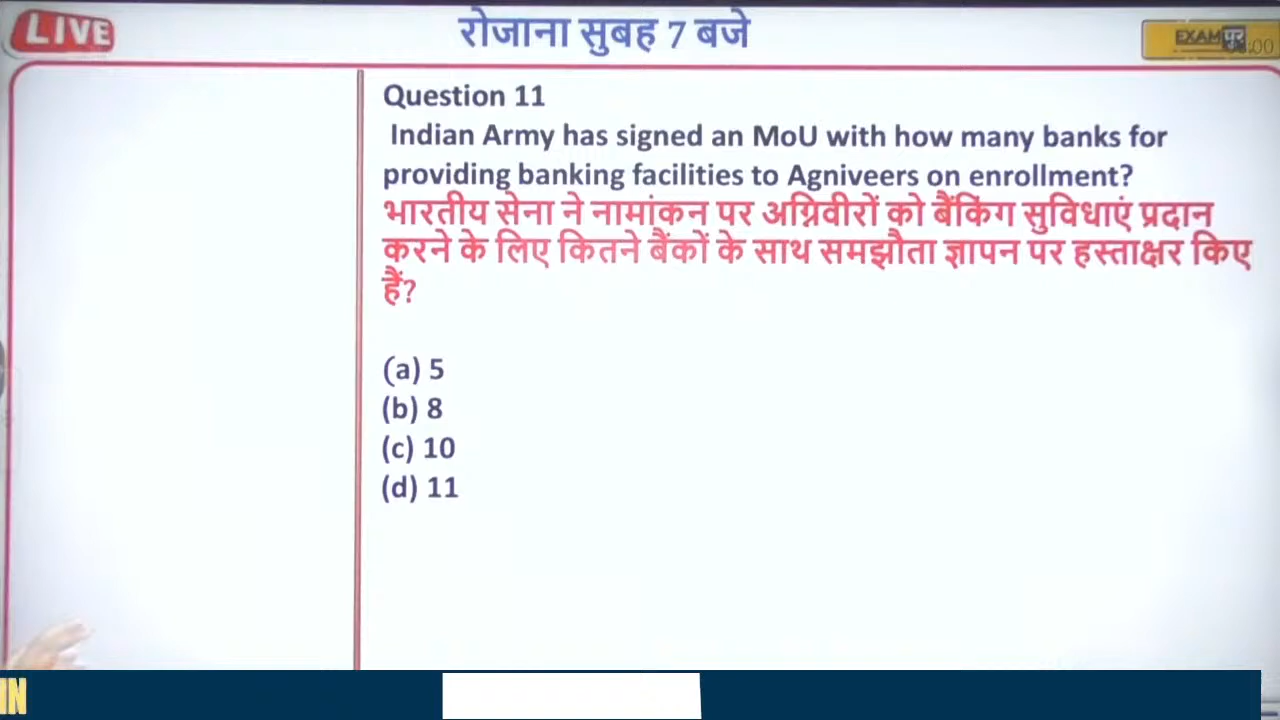 LIVE
रोजाना सुबह 7 बजे
EXAM पुर
:00
Question 11
Indian Army has signed an MoU with how many banks for
providing banking facilities to Agniveers on enrollment?
भारतीय सेना ने नामांकन पर अग्निवीरों को बैंकिंग सुविधाएं प्रदान
करने के लिए कितने बैंकों के साथ समझौता ज्ञापन पर हस्ताक्षर किए
हैं?
(a) 5
(b) 8
(c) 10
(d) 11
IN